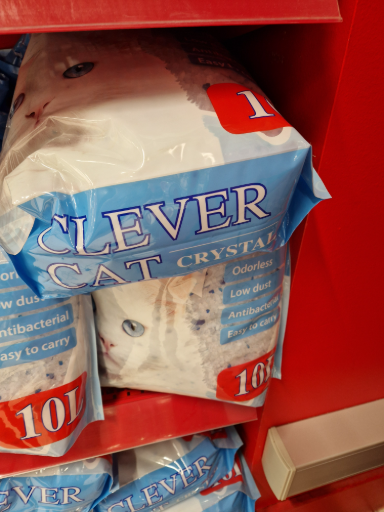 1
CLEVER
CAT CRYSTAL
Odorless
Low dust
Antibacterial
Easy to carry
10L
Low dust
Antibacterial
Easy to carry
10L
EVER
CLEVER